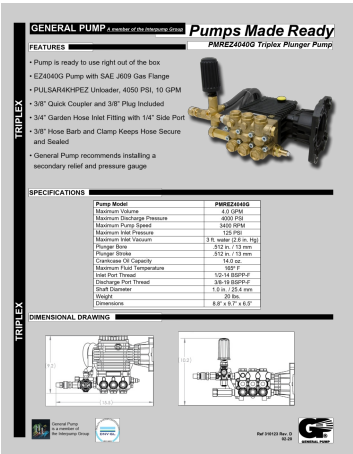 GENERAL PUMP A member of the Interpump Group
Pumps Made Ready
PMREZ4040G Triplex Plunger Pump
FEATURES
TRIPLEX
• Pump is ready to use right out of the box
• EZ4040G Pump with SAE J609 Gas Flange
• PULSAR4KHPEZ Unloader, 4050 PSI, 10 GPM
• 3/8" Quick Coupler and 3/8" Plug Included
• 3/4" Garden Hose Inlet Fitting with 1/4" Side Port
• 3/8" Hose Barb and Clamp Keeps Hose Secure
and Sealed
• General Pump recommends installing a
secondary relief and pressure gauge
SPECIFICATIONS
Pump Model PMREZ4040G
Maximum Volume 4.0 GPM
Maximum Discharge Pressure 4000 PSI
Maximum Pump Speed 3400 RPM
Maximum Inlet Pressure 125 PSI
Maximum Inlet Vacuum 3 ft. water (2.6 in. Hg)
Plunger Bore .512 in. / 13 mm
Plunger Stroke .512 in. / 13 mm
Crankcase Oil Capacity 14.0 oz.
Maximum Fluid Temperature 165º F
Inlet Port Thread 1/2-14 BSPP-F
Discharge Port Thread 3/8-19 BSPP-F
Shaft Diameter 1.0 in. / 25.4 mm
Weight 20 lbs.
Dimensions 8.8" x 9.7" x 6.5"
TRIPLEX
DIMENSIONAL DRAWING
General Pump
is a member of
the Interpump Group
Ref 310123 Rev. D
02-20
GP
GENERAL PUMP